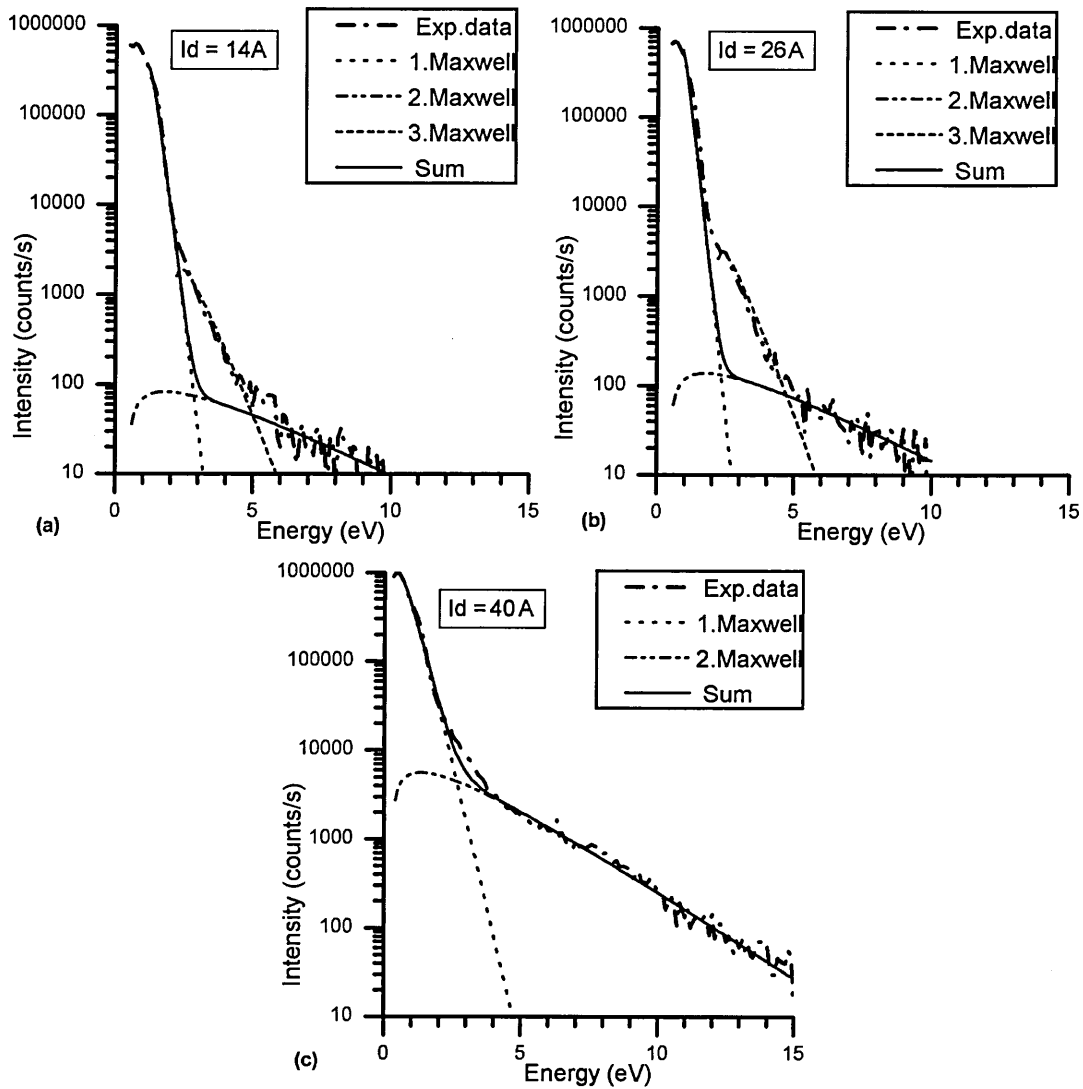 1000000
100000
10000
1000
100
10
Intensity (counts/s)
Id = 14A
Exp.data
1.Maxwell
2.Maxwell
3.Maxwell
Sum
0 5 10 15
Energy (eV)
(a)
1000000
100000
10000
1000
100
10
Intensity (counts/s)
Id = 26A
Exp.data
1.Maxwell
2.Maxwell
3.Maxwell
Sum
0 5 10 15
Energy (eV)
(b)
1000000
100000
10000
1000
100
10
Intensity (counts/s)
Id = 40A
Exp.data
1.Maxwell
2.Maxwell
Sum
0 5 10 15
Energy (eV)
(c)